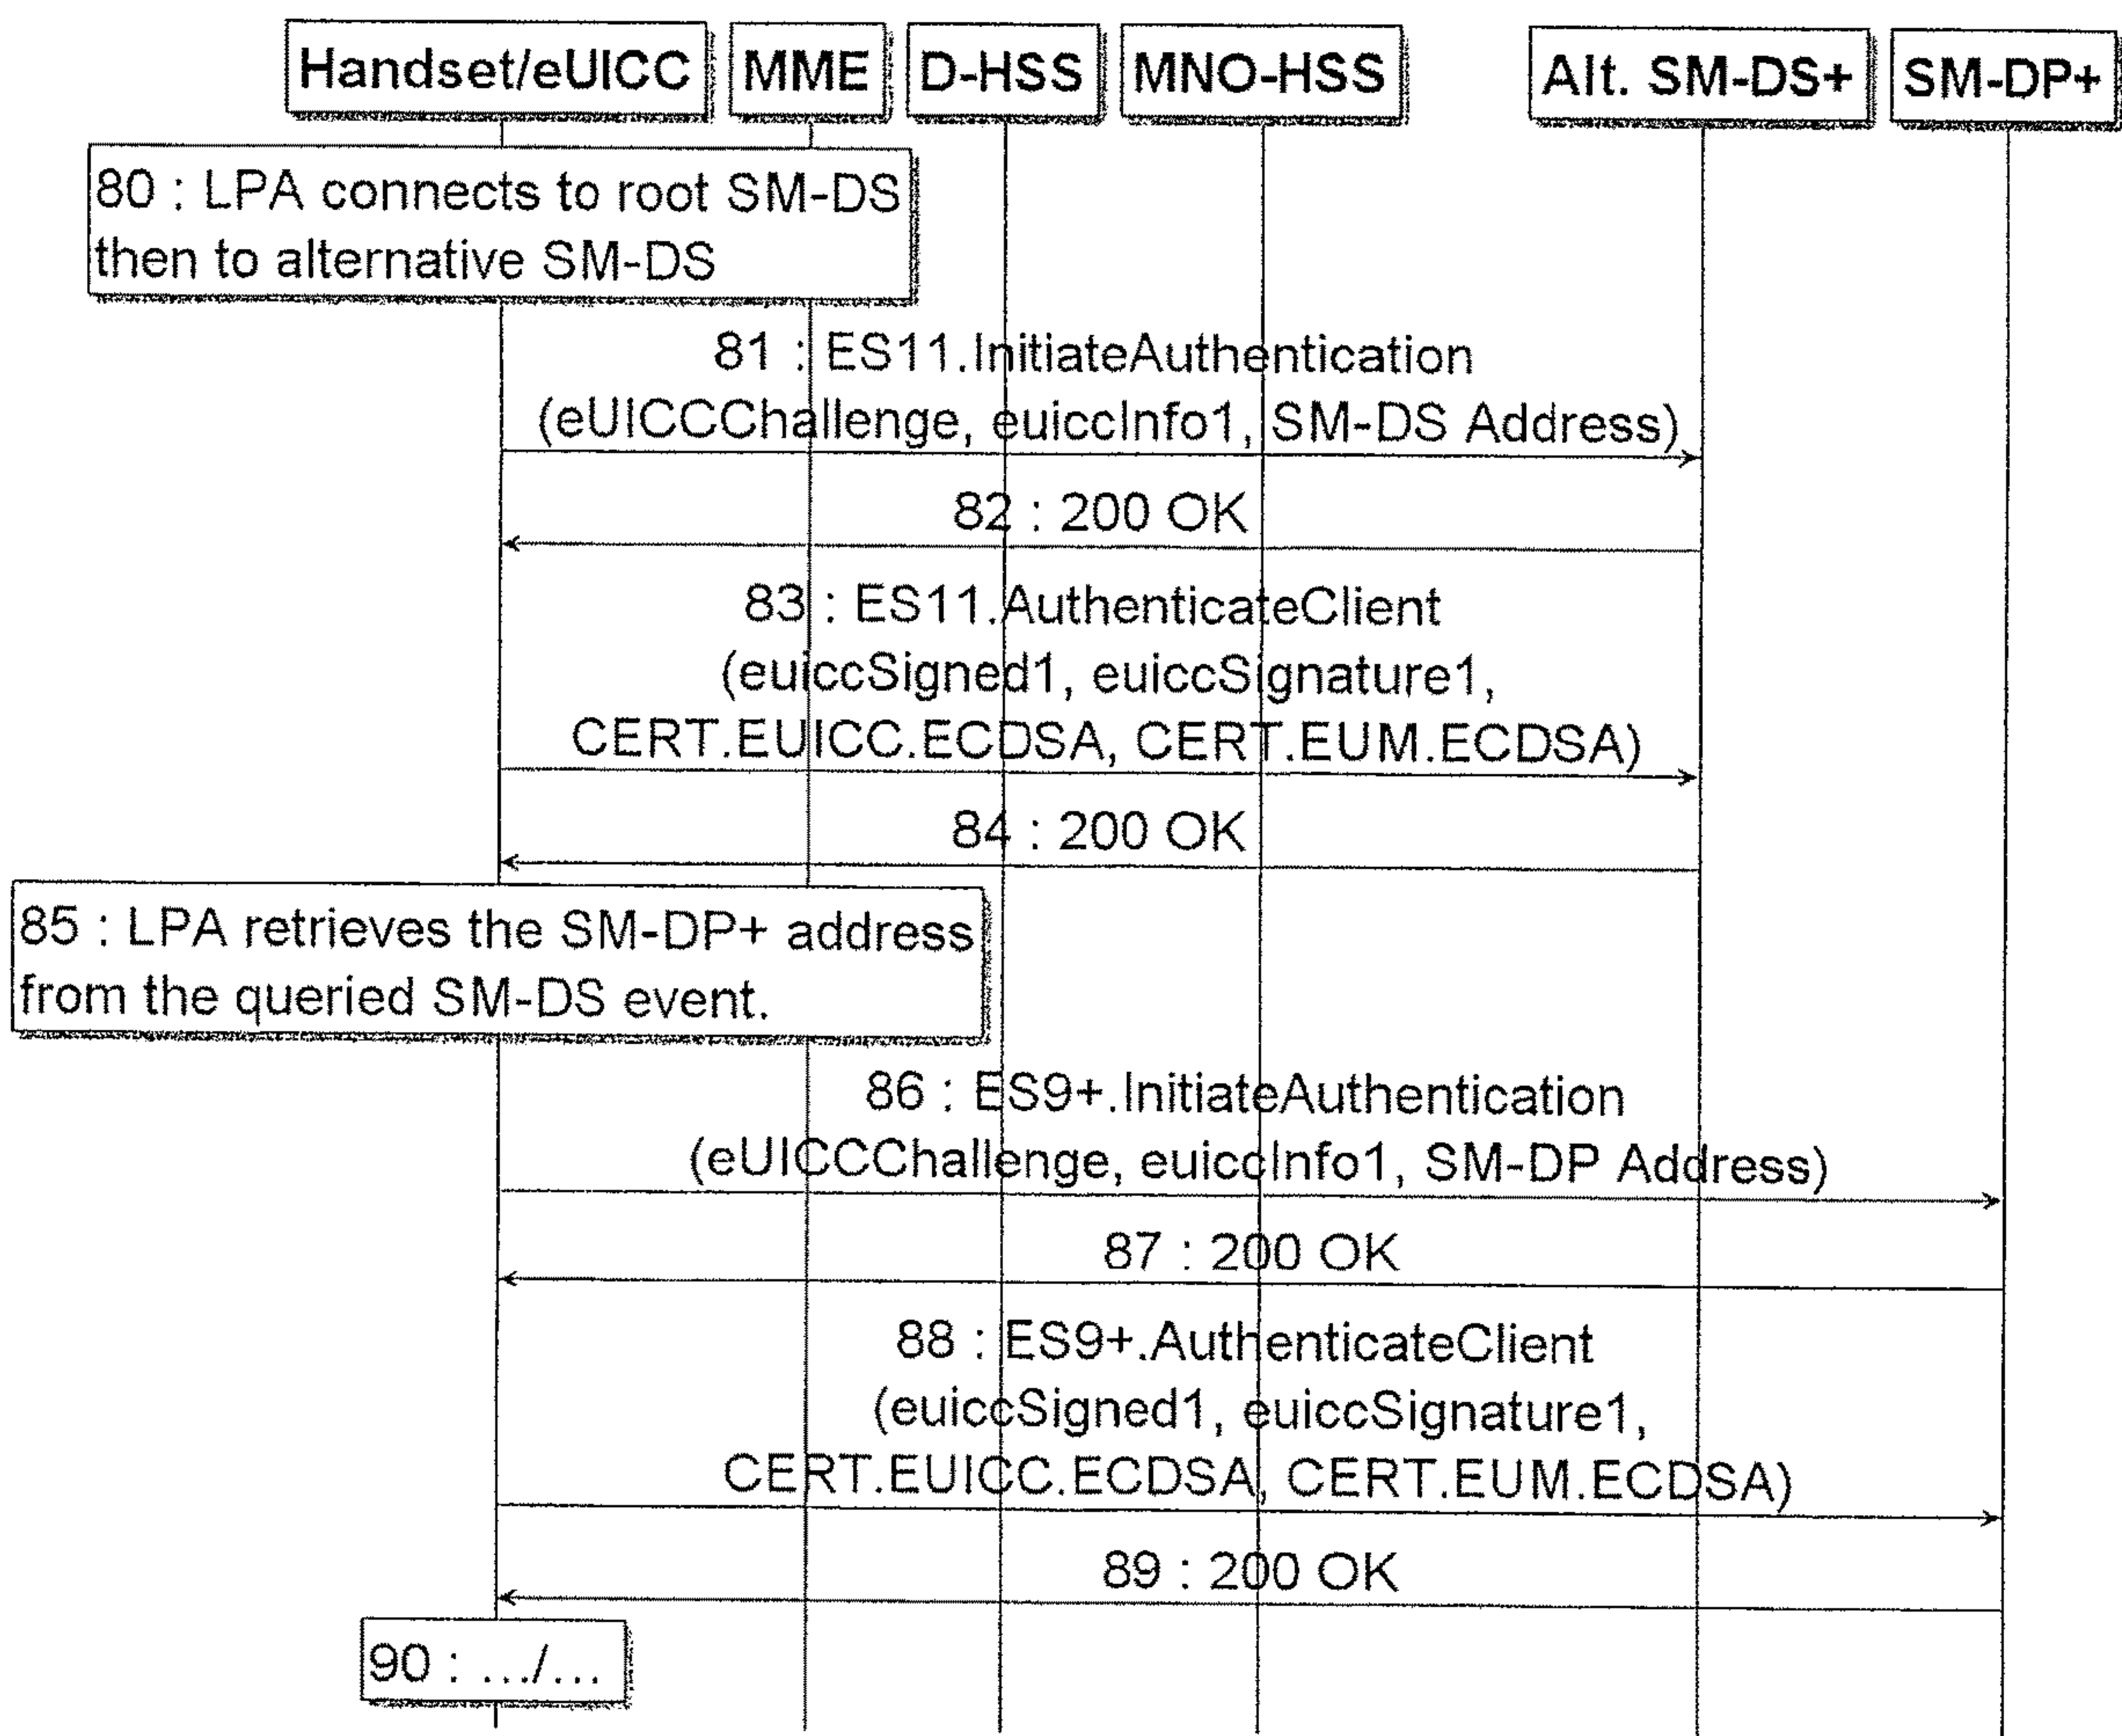 Handset/eUICC MME D-HSS MNO-HSS Alt. SM-DS+ SM-DP+
80 : LPA connects to root SM-DS
then to alternative SM-DS
81 : ES11.InitiateAuthentication
(eUICCChallenge, euiccInfo1, SM-DS Address)
82 : 200 OK
83 : ES11.AuthenticateClient
(euiccSigned1, euiccSignature1,
CERT.EUICC.ECDSA, CERT.EUM.ECDSA)
84 : 200 OK
85 : LPA retrieves the SM-DP+ address
from the queried SM-DS event.
86 : ES9+.InitiateAuthentication
(eUICCChallenge, euiccInfo1, SM-DP Address)
87 : 200 OK
88 : ES9+.AuthenticateClient
(euiccSigned1, euiccSignature1,
CERT.EUICC.ECDSA, CERT.EUM.ECDSA)
89 : 200 OK
90 : .../...